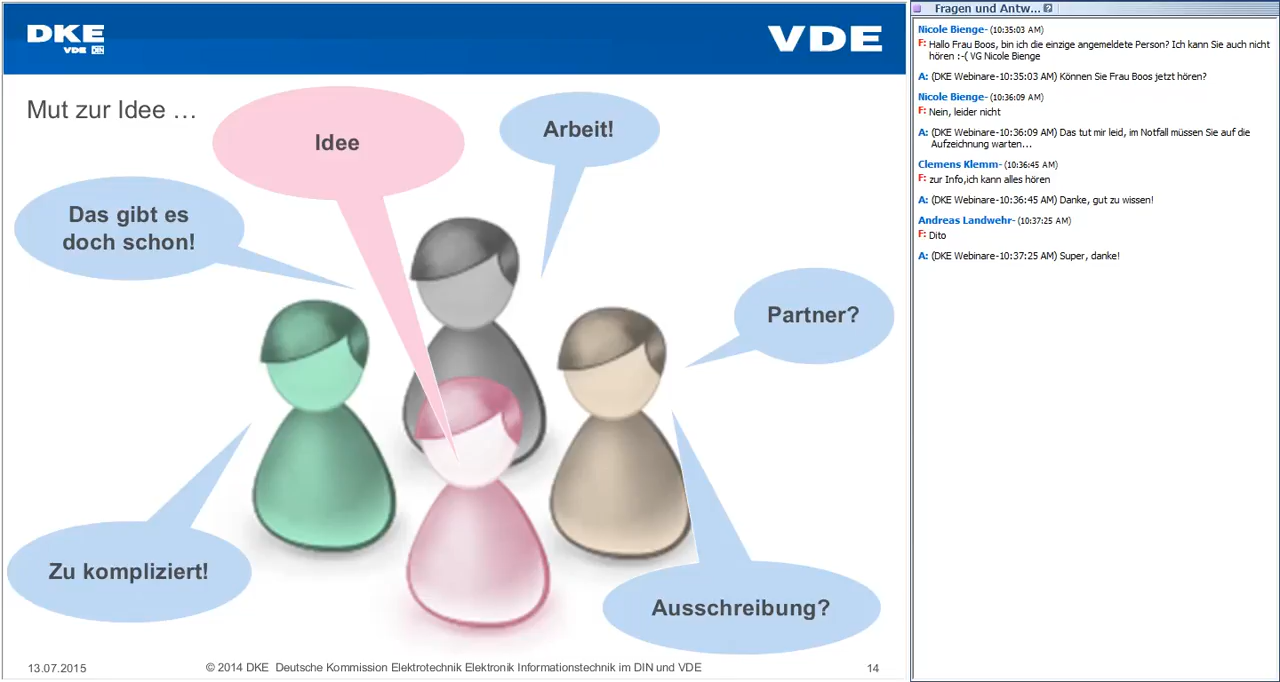 DKE
VDE DIN
VDE
Mut zur Idee …
Idee
Arbeit!
Das gibt es
doch schon!
Partner?
Zu kompliziert!
Ausschreibung?
13.07.2015
© 2014 DKE Deutsche Kommission Elektrotechnik Elektronik Informationstechnik im DIN und VDE
14
Fragen und Antw... ?
Nicole Bienge- (10:35:03 AM)
F: Hallo Frau Boos, bin ich die einzige angemeldete Person? Ich kann Sie auch nicht
hören :-( VG Nicole Bienge
A: (DKE Webinare-10:35:03 AM) Können Sie Frau Boos jetzt hören?
Nicole Bienge- (10:36:09 AM)
F: Nein, leider nicht
A: (DKE Webinare-10:36:09 AM) Das tut mir leid, im Notfall müssen Sie auf die
Aufzeichnung warten...
Clemens Klemm- (10:36:45 AM)
F: zur Info,ich kann alles hören
A: (DKE Webinare-10:36:45 AM) Danke, gut zu wissen!
Andreas Landwehr- (10:37:25 AM)
F: Dito
A: (DKE Webinare-10:37:25 AM) Super, danke!